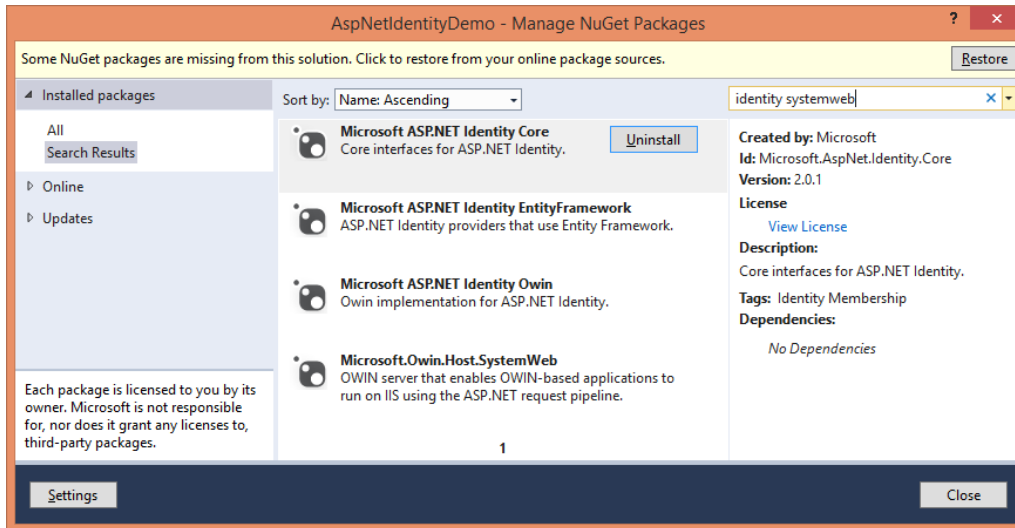 AspNetIdentityDemo - Manage NuGet Packages
?
×
Some NuGet packages are missing from this solution. Click to restore from your online package sources.
Restore
Installed packages
All
Search Results
Online
Updates
Each package is licensed to you by its
owner. Microsoft is not responsible
for, nor does it grant any licenses to,
third-party packages.
Sort by: Name: Ascending
Microsoft ASP.NET Identity Core
Core interfaces for ASP.NET Identity.
Uninstall
Microsoft ASP.NET Identity EntityFramework
ASP.NET Identity providers that use Entity Framework.
Microsoft ASP.NET Identity Owin
Owin implementation for ASP.NET Identity.
Microsoft.Owin.Host.SystemWeb
OWIN server that enables OWIN-based applications to
run on IIS using the ASP.NET request pipeline.
1
identity systemweb
×
Created by: Microsoft
Id: Microsoft.AspNet.Identity.Core
Version: 2.0.1
License
View License
Description:
Core interfaces for ASP.NET Identity.
Tags: Identity Membership
Dependencies:
No Dependencies
Settings
Close